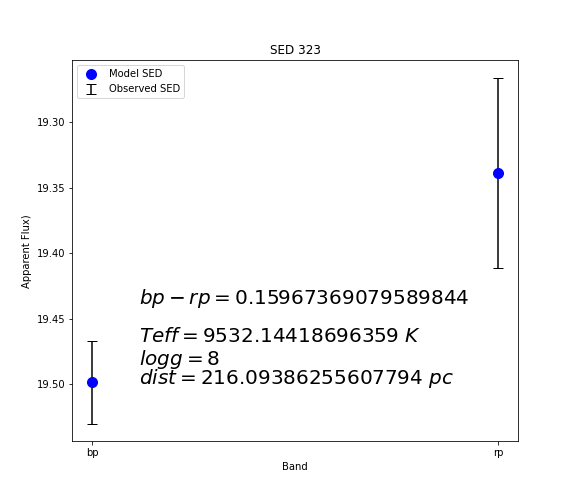 SED 323
Model SED
Observed SED
19.30
19.35
19.40
19.45
19.50
Apparent Flux)
bp − rp = 0.15967369079589844
Teff = 9532.14418696359 K
logg = 8
dist = 216.09386255607794 pc
bp
rp
Band